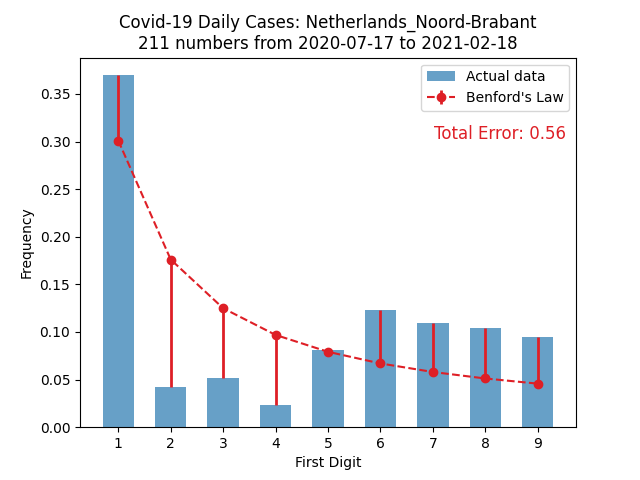 Covid-19 Daily Cases: Netherlands_Noord-Brabant
211 numbers from 2020-07-17 to 2021-02-18
Actual data
Benford's Law
Total Error: 0.56
Frequency
0.35
0.30
0.25
0.20
0.15
0.10
0.05
0.00
1 2 3 4 5 6 7 8 9
First Digit